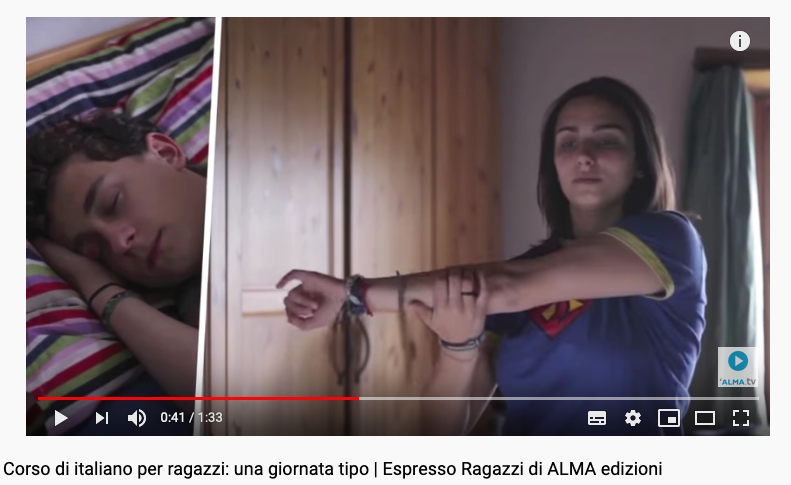 ALMA.tv
0:41 / 1:33
Corso di italiano per ragazzi: una giornata tipo | Espresso Ragazzi di ALMA edizioni